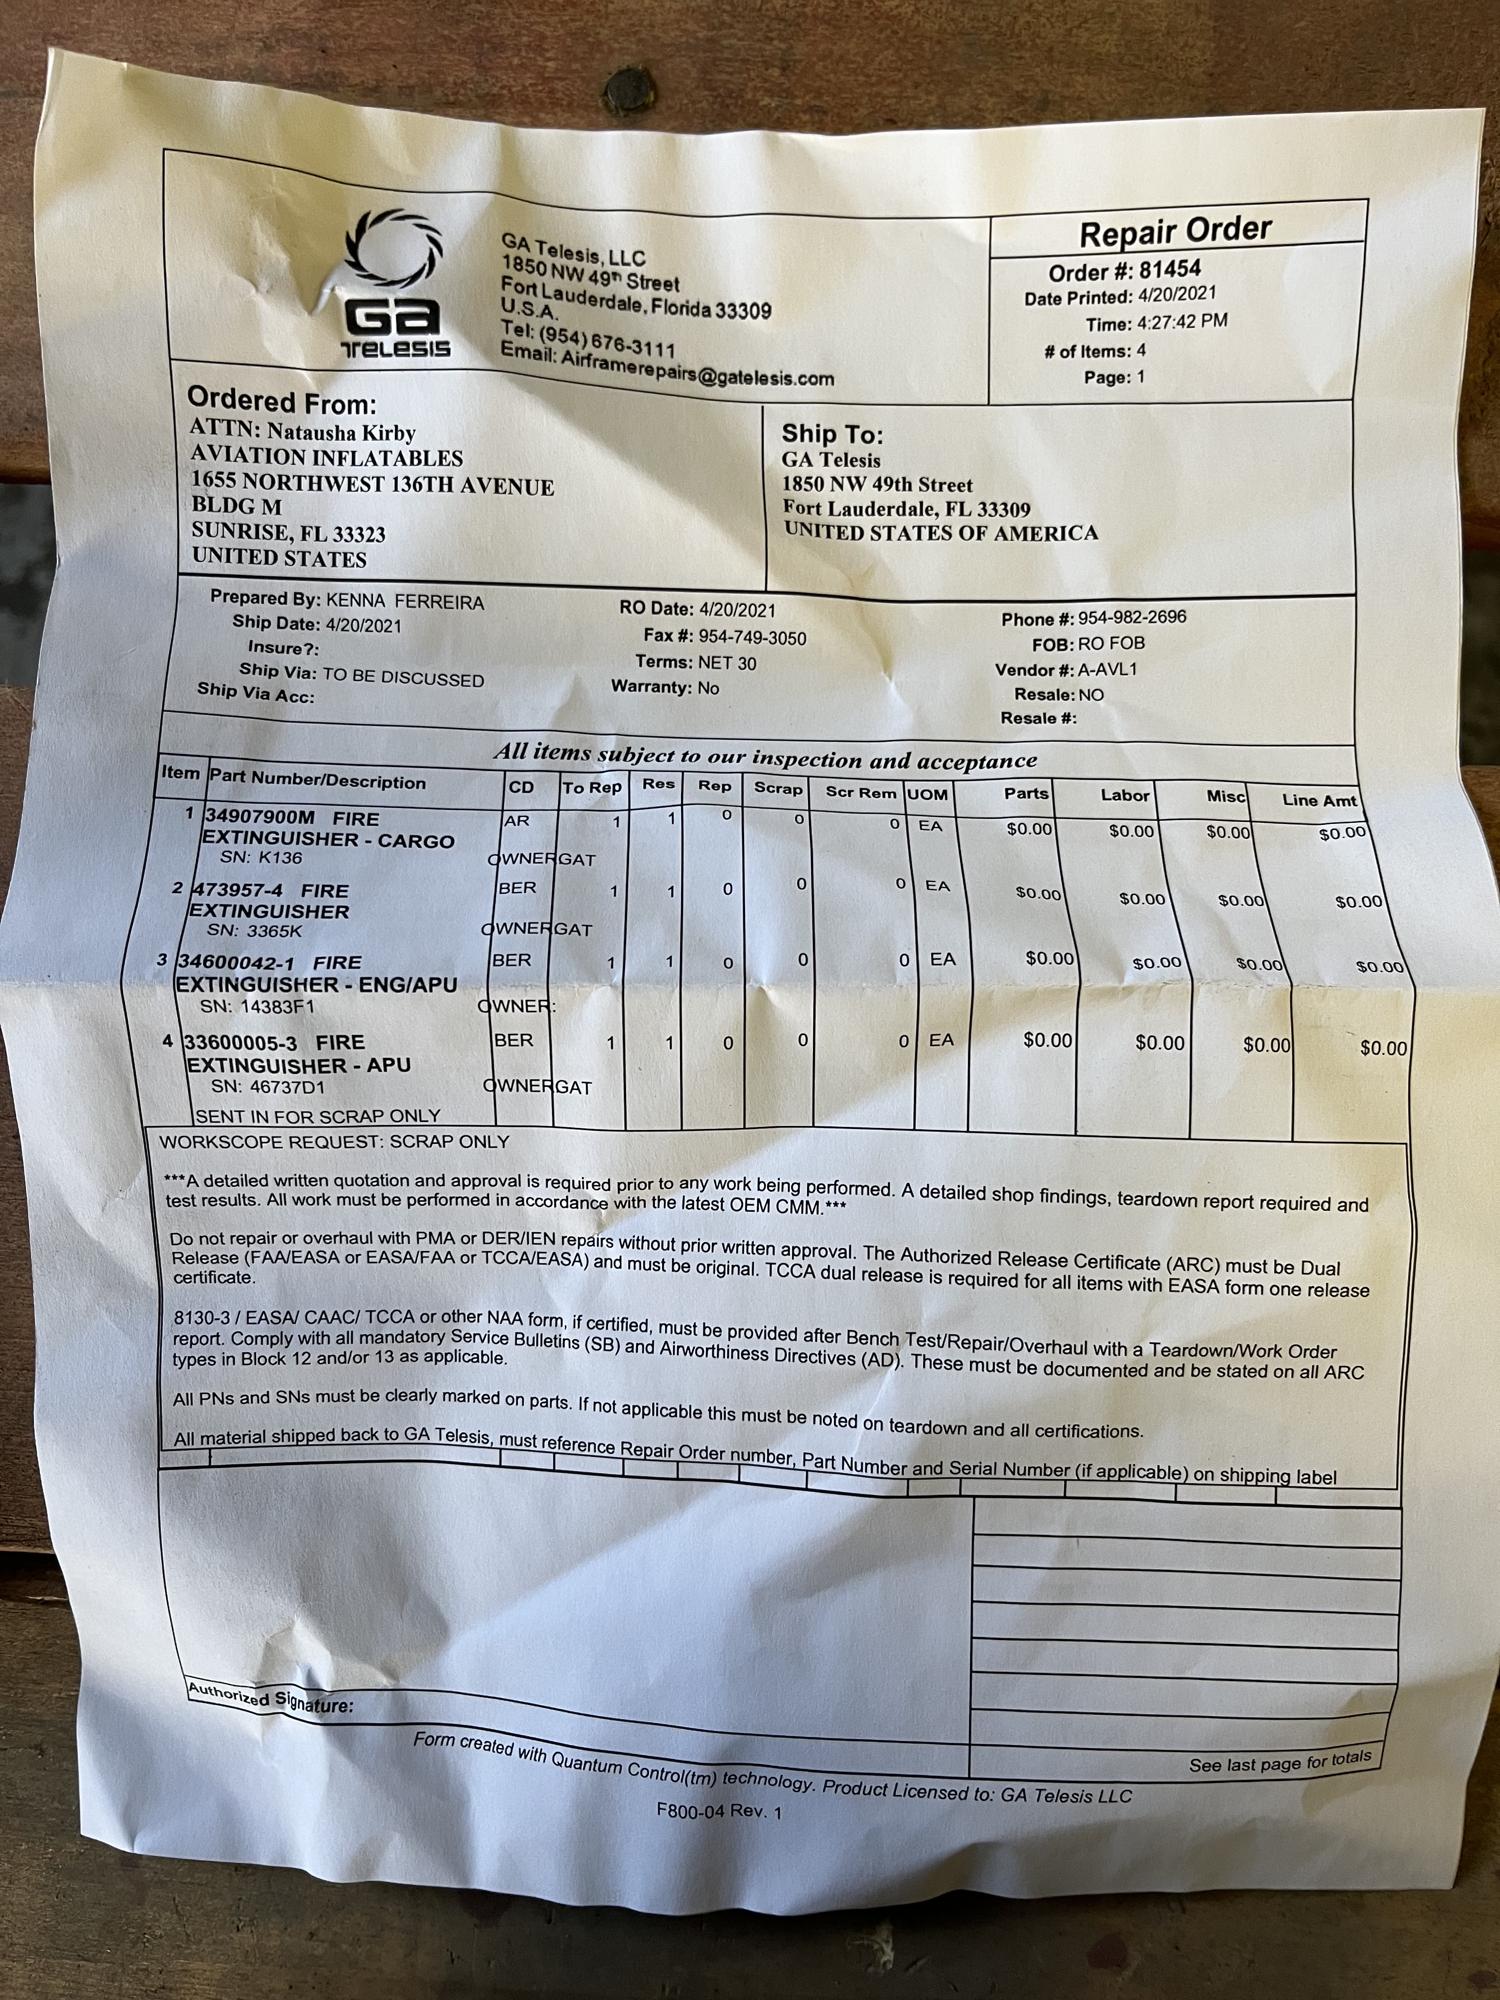 GA TELESIS
GA Telesis, LLC
1850 NW 49th Street
Fort Lauderdale, Florida 33309
U.S.A.
Tel: (954) 676-3111
Email: Airframerepairs@gatelesis.com
Repair Order
Order #: 81454
Date Printed: 4/20/2021
Time: 4:27:42 PM
# of Items: 4
Page: 1
Ordered From:
ATTN: Natausha Kirby
AVIATION INFLATABLES
1655 NORTHWEST 136TH AVENUE
BLDG M
SUNRISE, FL 33323
UNITED STATES
Ship To:
GA Telesis
1850 NW 49th Street
Fort Lauderdale, FL 33309
UNITED STATES OF AMERICA
Prepared By: KENNA FERREIRA
Ship Date: 4/20/2021
Insure?:
Ship Via: TO BE DISCUSSED
Ship Via Acc:
RO Date: 4/20/2021
Fax #: 954-749-3050
Terms: NET 30
Warranty: No
Phone #: 954-982-2696
FOB: RO FOB
Vendor #: A-AVL1
Resale: NO
Resale #:
All items subject to our inspection and acceptance
Item Part Number/Description CD To Rep Res Rep Scrap Scr Rem UOM Parts Labor Misc Line Amt
1 34907900M FIRE AR 1 1 0 0 0 EA $0.00 $0.00 $0.00 $0.00
EXTINGUISHER - CARGO
SN: K136 OWNERGAT
2 473957-4 FIRE BER 1 1 0 0 0 EA $0.00 $0.00 $0.00 $0.00
EXTINGUISHER
SN: 3365K OWNERGAT
3 34600042-1 FIRE BER 1 1 0 0 0 EA $0.00 $0.00 $0.00 $0.00
EXTINGUISHER - ENG/APU
SN: 14383F1 OWNER:
4 33600005-3 FIRE BER 1 1 0 0 0 EA $0.00 $0.00 $0.00 $0.00
EXTINGUISHER - APU
SN: 46737D1 OWNERGAT
SENT IN FOR SCRAP ONLY
WORKSCOPE REQUEST: SCRAP ONLY
***A detailed written quotation and approval is required prior to any work being performed. A detailed shop findings, teardown report required and
test results. All work must be performed in accordance with the latest OEM CMM.***
Do not repair or overhaul with PMA or DER/IEN repairs without prior written approval. The Authorized Release Certificate (ARC) must be Dual
Release (FAA/EASA or EASA/FAA or TCCA/EASA) and must be original. TCCA dual release is required for all items with EASA form one release
certificate.
8130-3 / EASA/ CAAC/ TCCA or other NAA form, if certified, must be provided after Bench Test/Repair/Overhaul with a Teardown/Work Order
report. Comply with all mandatory Service Bulletins (SB) and Airworthiness Directives (AD). These must be documented and be stated on all ARC
types in Block 12 and/or 13 as applicable.
All PNs and SNs must be clearly marked on parts. If not applicable this must be noted on teardown and all certifications.
All material shipped back to GA Telesis, must reference Repair Order number, Part Number and Serial Number (if applicable) on shipping label
Authorized Signature:
See last page for totals
Form created with Quantum Control(tm) technology. Product Licensed to: GA Telesis LLC
F800-04 Rev. 1